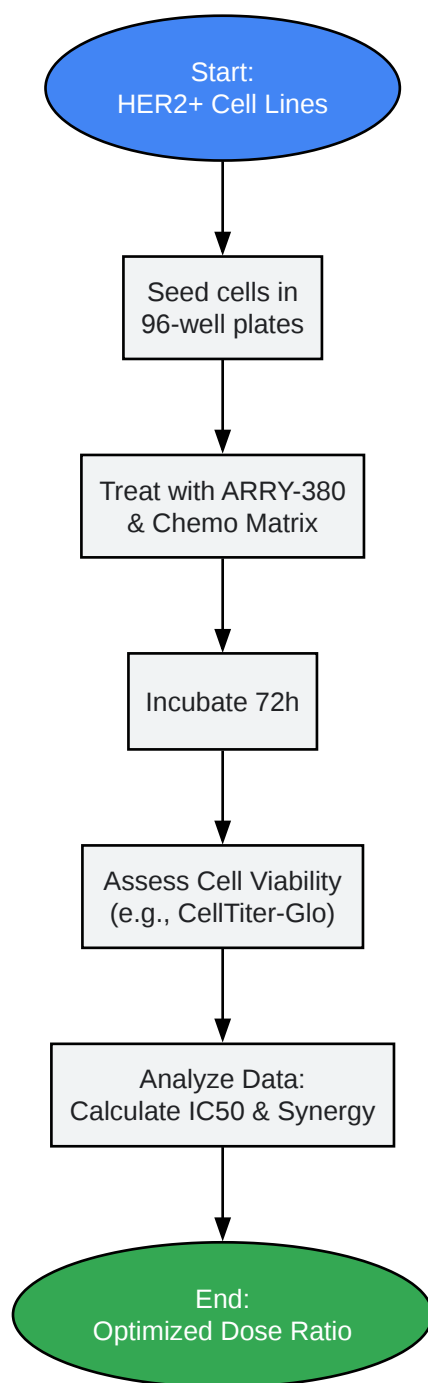 Start:
HER2+ Cell Lines
Seed cells in
96-well plates
Treat with ARRY-380
& Chemo Matrix
Incubate 72h
Assess Cell Viability
(e.g., CellTiter-Glo)
Analyze Data:
Calculate IC50 & Synergy
End:
Optimized Dose Ratio